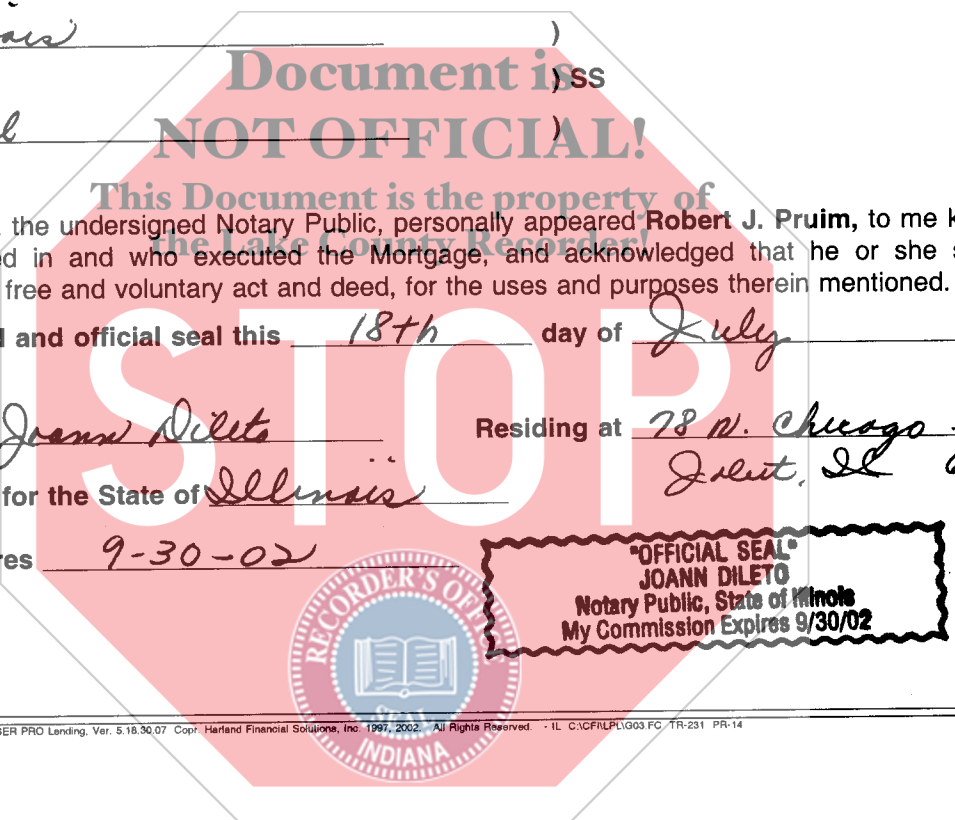 )
Document is
) SS
NOT OFFICIAL!
)
This Document is the property of
the undersigned Notary Public, personally appeared Robert J. Pruim, to me k
the Lake County Recorder!
ed in and who executed the Mortgage, and acknowledged that he or she s
free and voluntary act and deed, for the uses and purposes therein mentioned.
and official seal this 18th day of July
STOP
Joann Dileto Residing at 78 N. Chicago
Joliet, Il
for the State of Illinois
res 9-30-02
"OFFICIAL SEAL"
JOANN DILETO
Notary Public, State of Illinois
My Commission Expires 9/30/02
RECORDER'S OFFICE
SEAL
INDIANA
SER PRO Lending, Ver. 5.18.30.07 Copr. Harland Financial Solutions, Inc. 1997, 2002. All Rights Reserved. - IL C:\CFI\LPL\G03.FC TR-231 PR-14